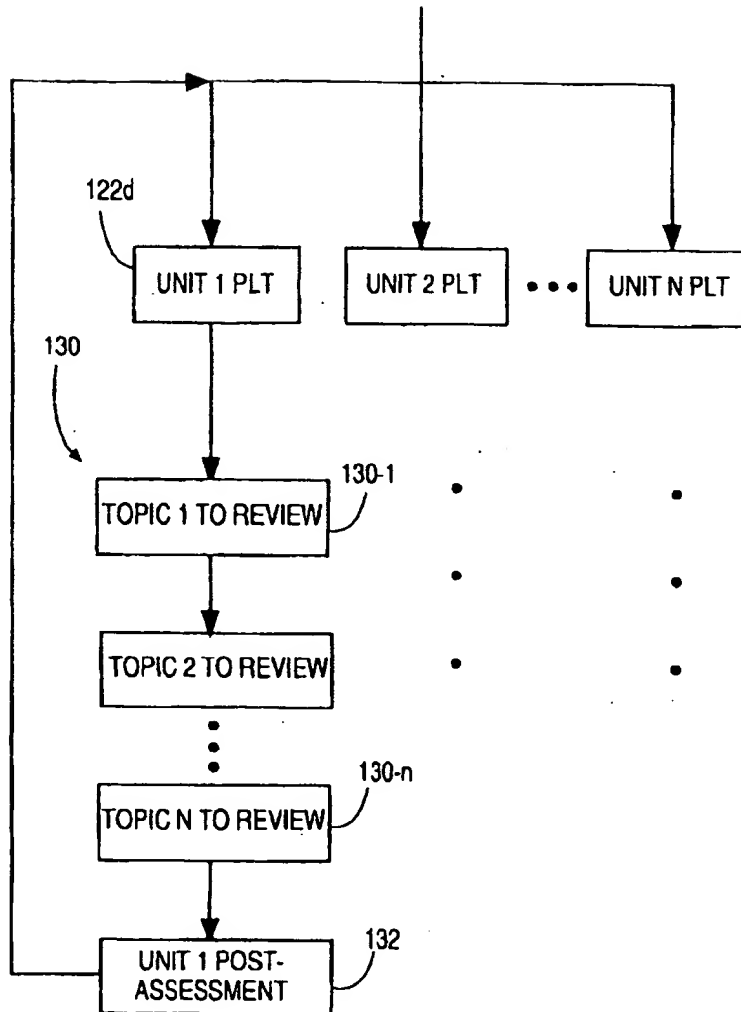 122d
UNIT 1 PLT
UNIT 2 PLT
UNIT N PLT
130
130-1
TOPIC 1 TO REVIEW
TOPIC 2 TO REVIEW
130-n
TOPIC N TO REVIEW
132
UNIT 1 POST-
ASSESSMENT